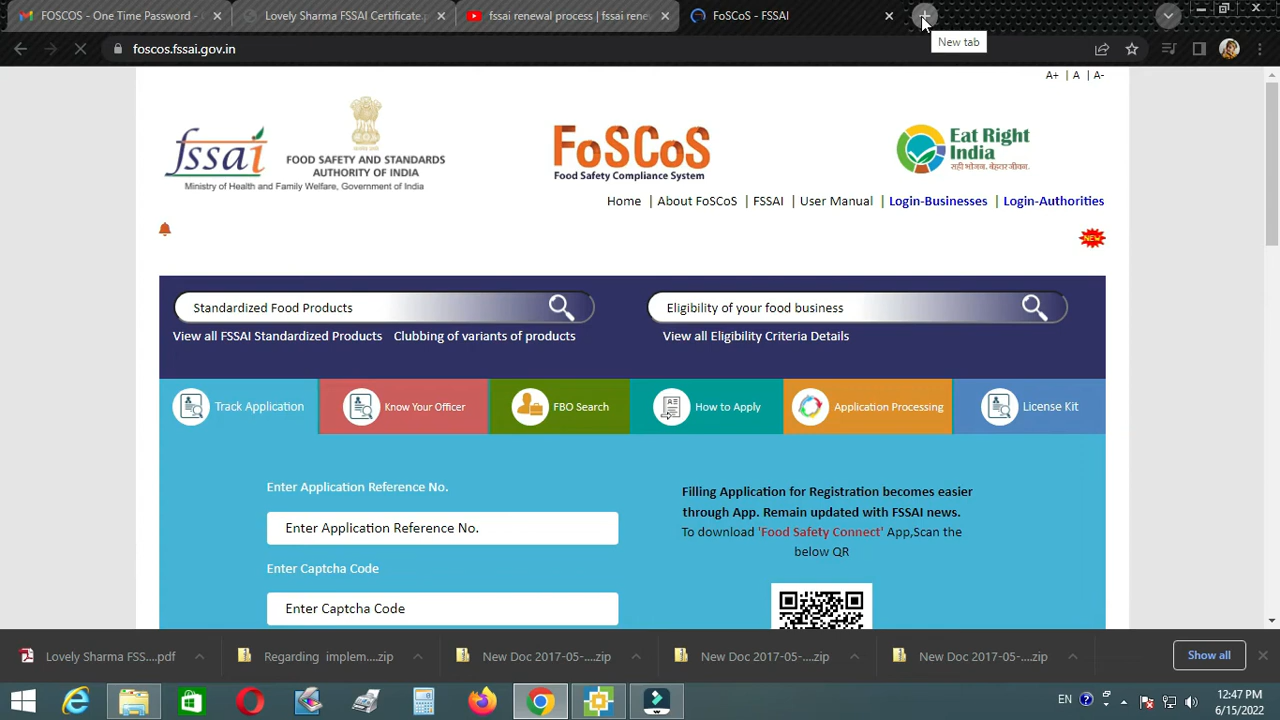 FOSCOS - One Time Password -
Lovely Sharma FSSAI Certificate.
fssai renewal process | fssai rene
FoSCoS - FSSAI
New tab
foscos.fssai.gov.in
A+ | A | A-
fssai
FOOD SAFETY AND STANDARDS
AUTHORITY OF INDIA
Ministry of Health and Family Welfare, Government of India
FoSCoS
Food Safety Compliance System
Eat Right
India
सही भोजन. बेहतर जीवन.
Home | About FoSCoS | FSSAI | User Manual | Login-Businesses | Login-Authorities
NEW
Standardized Food Products
Eligibility of your food business
View all FSSAI Standardized Products Clubbing of variants of products
View all Eligibility Criteria Details
Track Application
Know Your Officer
FBO Search
How to Apply
Application Processing
License Kit
Enter Application Reference No.
Enter Application Reference No.
Enter Captcha Code
Enter Captcha Code
Filling Application for Registration becomes easier
through App. Remain updated with FSSAI news.
To download 'Food Safety Connect' App,Scan the
below QR
Lovely Sharma FSS....pdf
Regarding implem....zip
New Doc 2017-05-....zip
New Doc 2017-05-....zip
New Doc 2017-05-....zip
Show all
EN
12:47 PM
6/15/2022